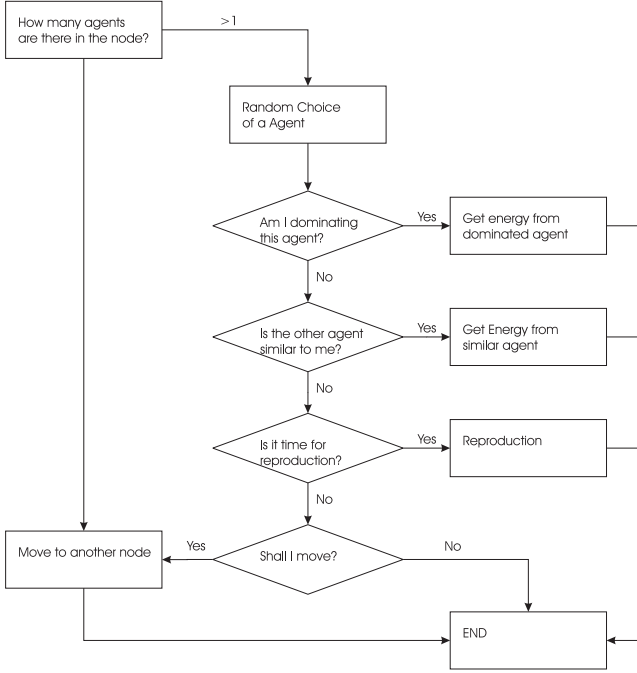 How many agents
are there in the node?
>1
Random Choice
of a Agent
Am I dominating
this agent?
Yes
Get energy from
dominated agent
No
Is the other agent
similar to me?
Yes
Get Energy from
similar agent
No
Is it time for
reproduction?
Yes
Reproduction
No
Move to another node
Yes
Shall I move?
No
END